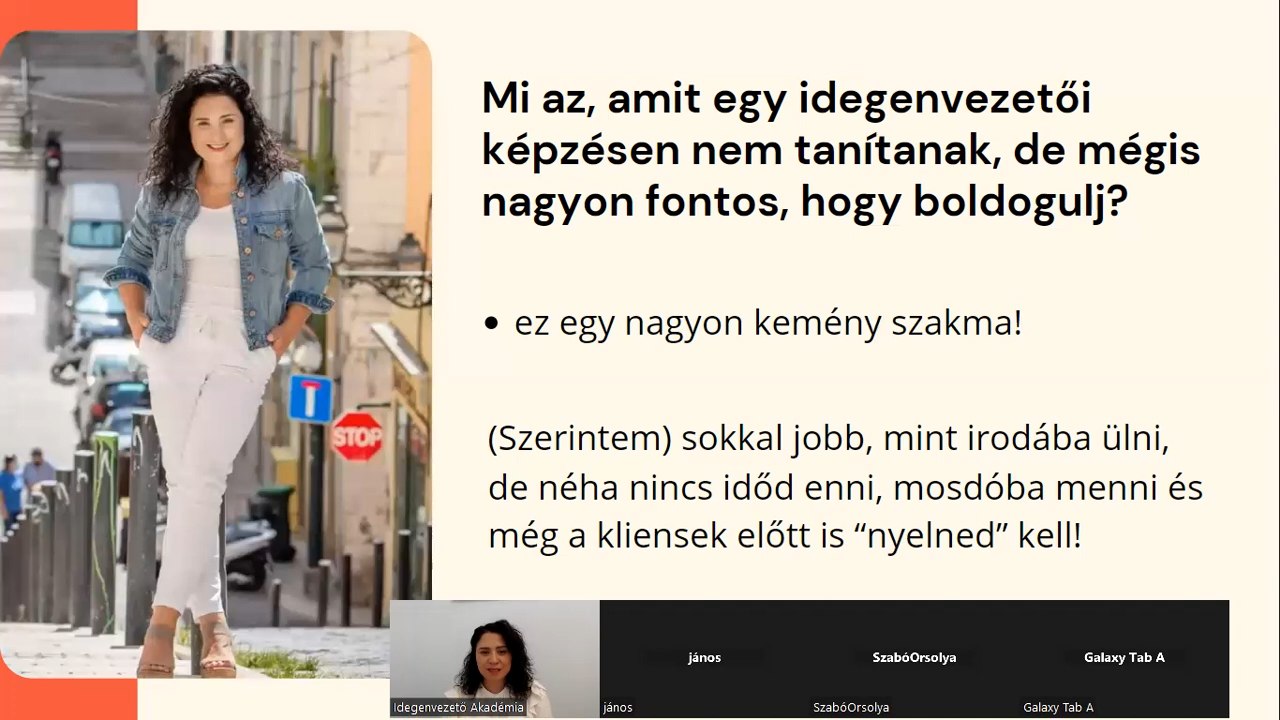 Mi az, amit egy idegenvezetői
képzésen nem tanítanak, de mégis
nagyon fontos, hogy boldogulj?
• ez egy nagyon kemény szakma!
(Szerintem) sokkal jobb, mint irodába ülni,
de néha nincs időd enni, mosdóba menni és
még a kliensek előtt is “nyelned” kell!
STOP
jános
SzabóOrsolya
Galaxy Tab A
Idegenvezető Akadémia
jános
SzabóOrsolya
Galaxy Tab A